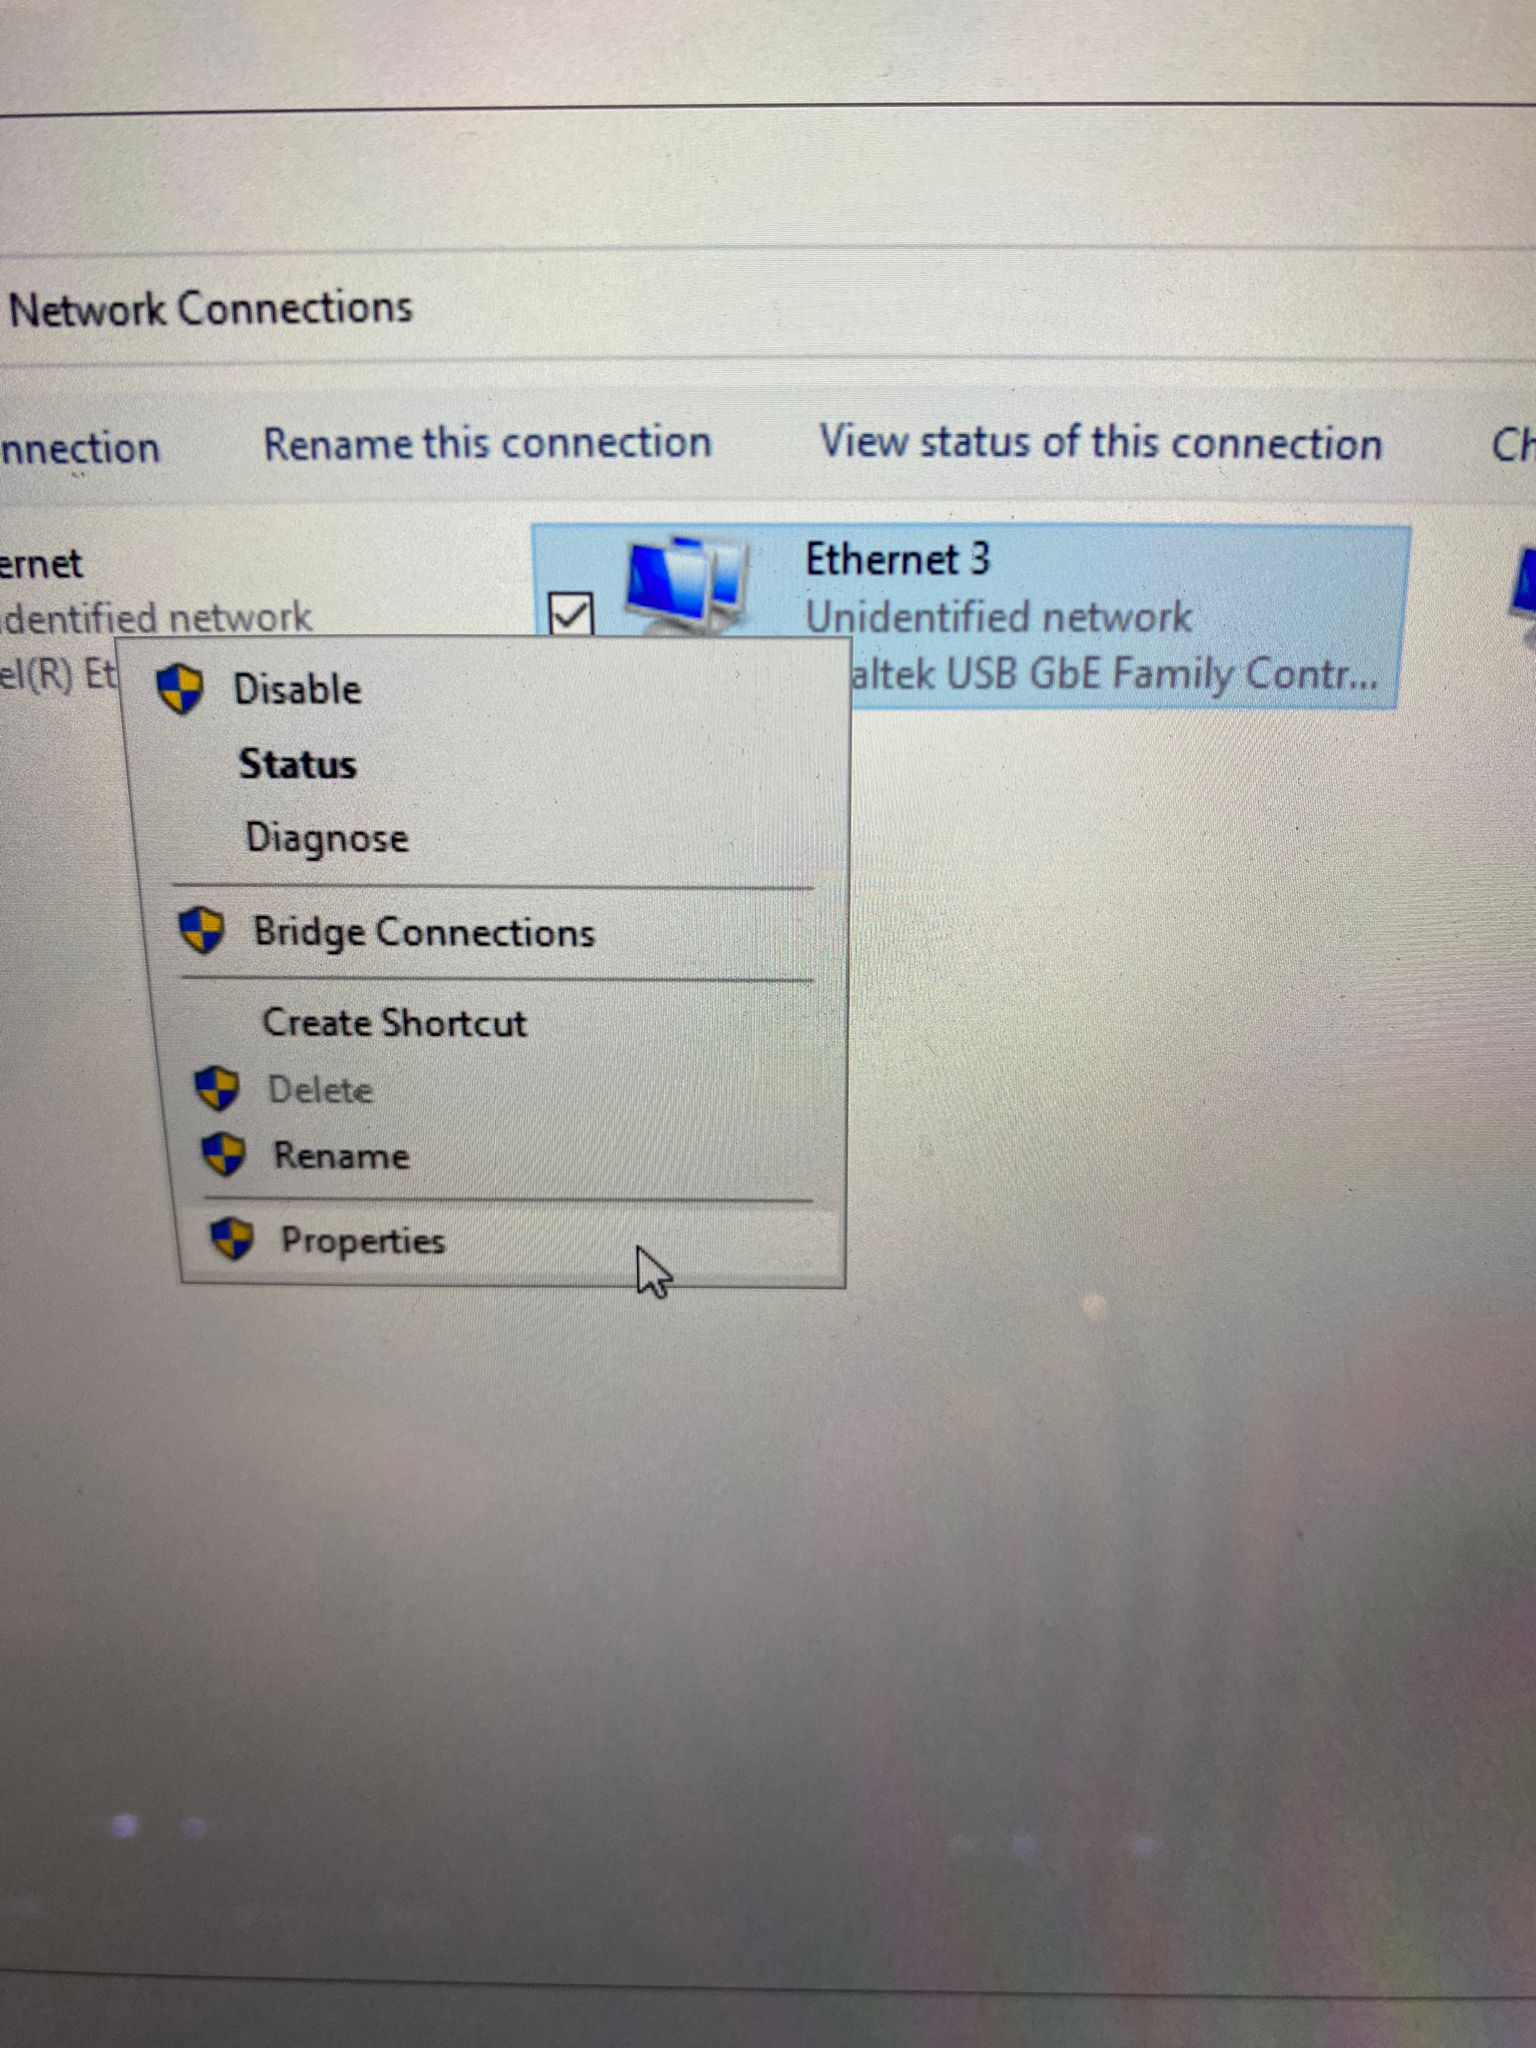 Network Connections
nnection Rename this connection View status of this connection Ch
ernet
dentified network
el(R) Et
Ethernet 3
Unidentified network
altek USB GbE Family Contr...
Disable
Status
Diagnose
Bridge Connections
Create Shortcut
Delete
Rename
Properties